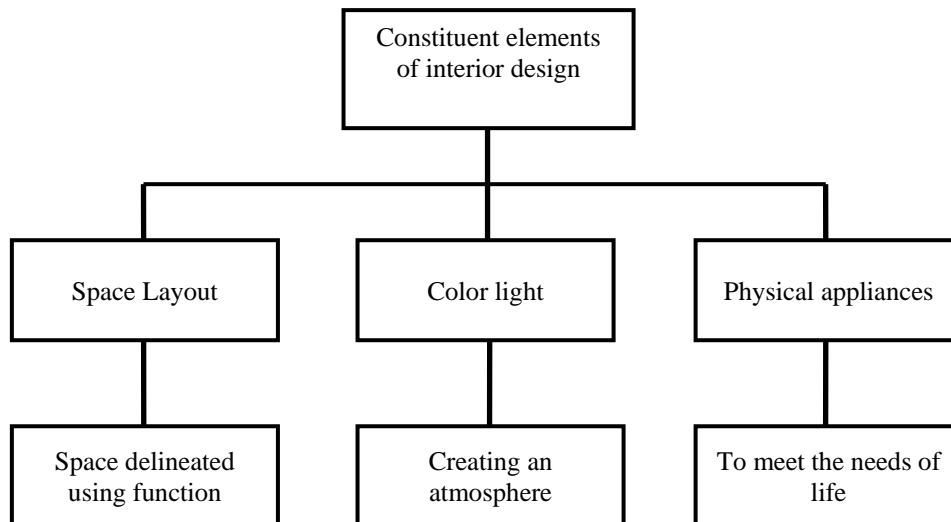 Constituent elements
of interior design
Space Layout
Color light
Physical appliances
Space delineated
using function
Creating an
atmosphere
To meet the needs of
life